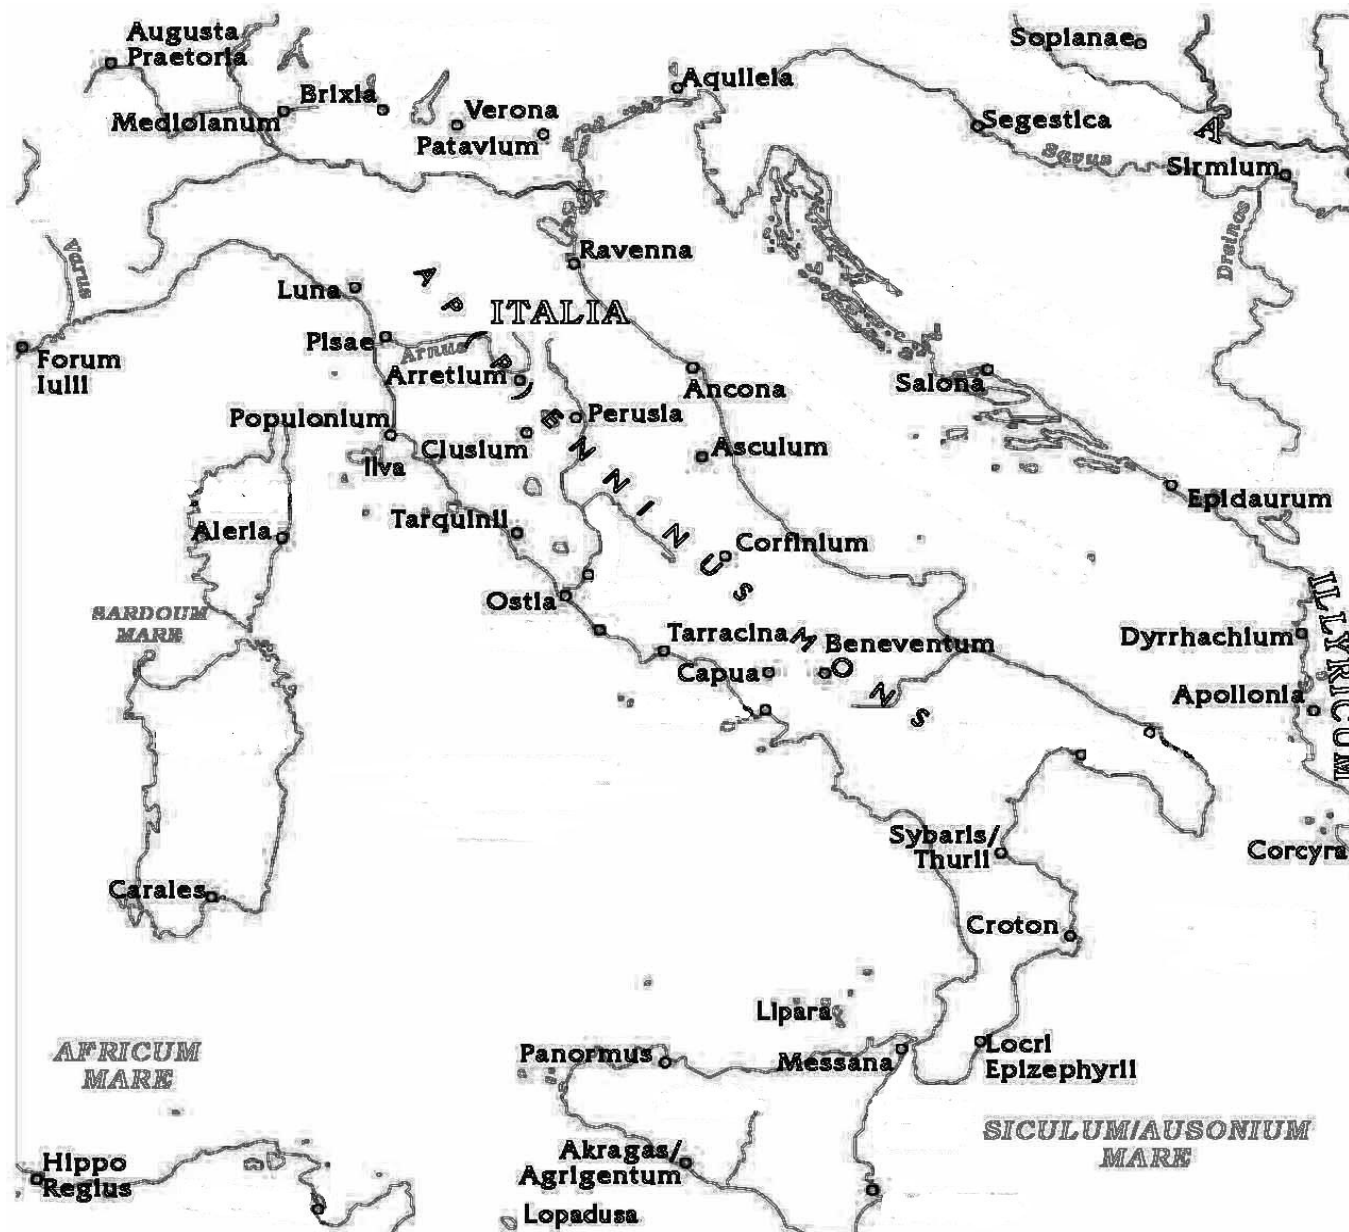 Augusta
Praetoria
Sopianae
Aquileia
Brixia
Verona
Mediolanum
Patavium
Segestica
A
Savus
Sirmium
Varus
Ravenna
Drainos
Luna
APPENNINUS MONS
ITALIA
Pisae
Arnus
Forum
Iulii
Arretium
Ancona
Salona
Populonium
Perusia
Clusium
Asculum
Ilva
Epidaurum
Aleria
Tarquinii
Corfinium
Ostia
SARDOUM
MARE
ILLYRICUM
Tarracina
Beneventum
Dyrrhachium
Capua
Apollonia
Sybaris/
Thurii
Corcyra
Carales
Croton
Lipara
AFRICUM
MARE
Panormus
Messana
Locri
Epizephyrii
SICULUM/AUSONIUM
MARE
Akragas/
Agrigentum
Hippo
Regius
Lopadusa